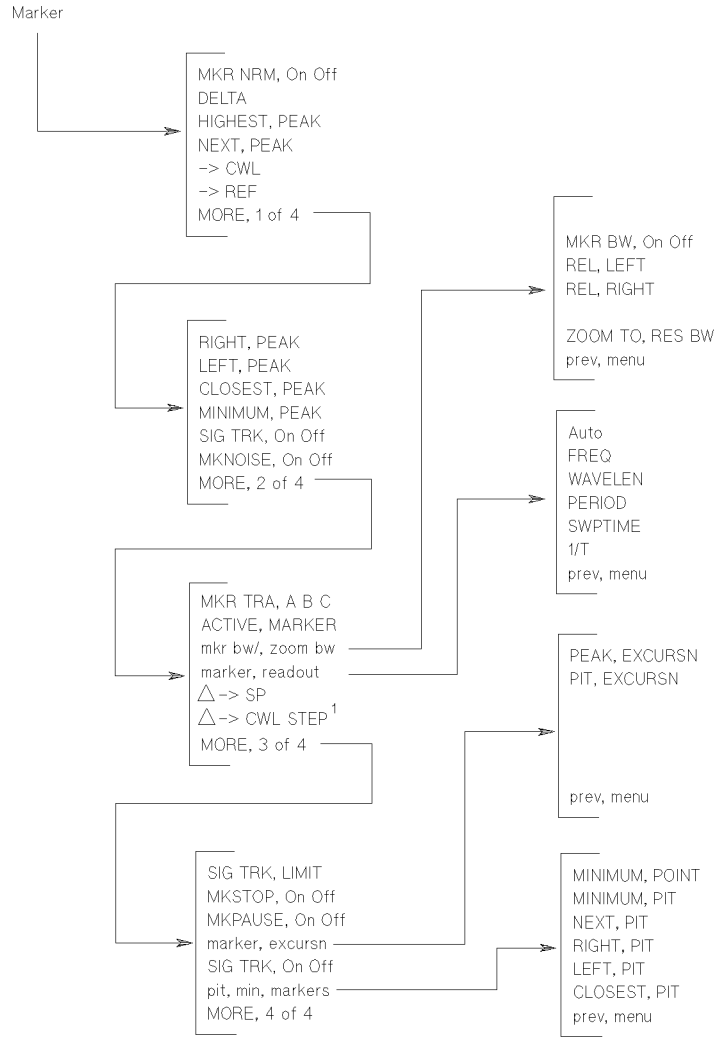 Marker
MKR NRM, On Off
DELTA
HIGHEST, PEAK
NEXT, PEAK
-> CWL
-> REF
MORE, 1 of 4
RIGHT, PEAK
LEFT, PEAK
CLOSEST, PEAK
MINIMUM, PEAK
SIG TRK, On Off
MKNOISE, On Off
MORE, 2 of 4
MKR TRA, A B C
ACTIVE, MARKER
mkr bw/, zoom bw
marker, readout
△ -> SP
△ -> CWL STEP¹
MORE, 3 of 4
SIG TRK, LIMIT
MKSTOP, On Off
MKPAUSE, On Off
marker, excursn
SIG TRK, On Off
pit, min, markers
MORE, 4 of 4
MKR BW, On Off
REL, LEFT
REL, RIGHT
ZOOM TO, RES BW
prev, menu
Auto
FREQ
WAVELEN
PERIOD
SWPTIME
1/T
prev, menu
PEAK, EXCURSN
PIT, EXCURSN
prev, menu
MINIMUM, POINT
MINIMUM, PIT
NEXT, PIT
RIGHT, PIT
LEFT, PIT
CLOSEST, PIT
prev, menu